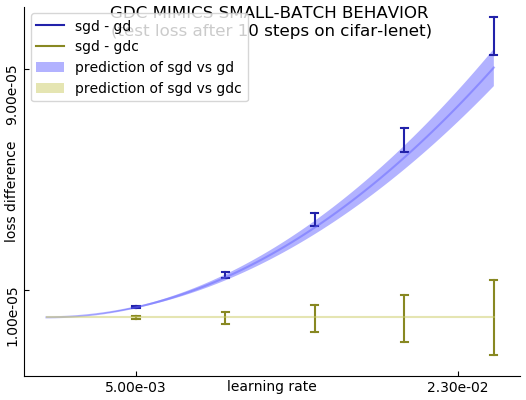 GDC MIMICS SMALL-BATCH BEHAVIOR
(test loss after 10 steps on cifar-lenet)
sgd - gd
sgd - gdc
prediction of sgd vs gd
prediction of sgd vs gdc
9.00e-05
loss difference
1.00e-05
5.00e-03
learning rate
2.30e-02